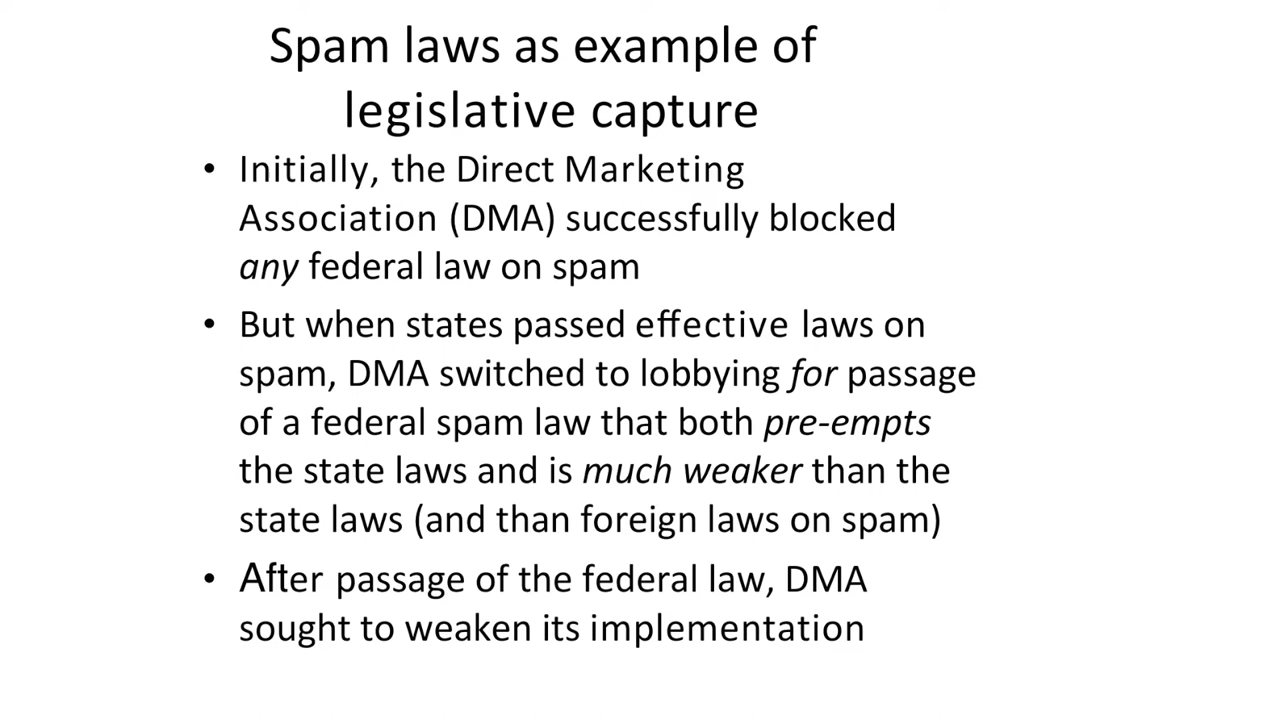 Spam laws as example of
legislative capture
• Initially, the Direct Marketing
Association (DMA) successfully blocked
any federal law on spam
• But when states passed effective laws on
spam, DMA switched to lobbying for passage
of a federal spam law that both pre-empts
the state laws and is much weaker than the
state laws (and than foreign laws on spam)
• After passage of the federal law, DMA
sought to weaken its implementation